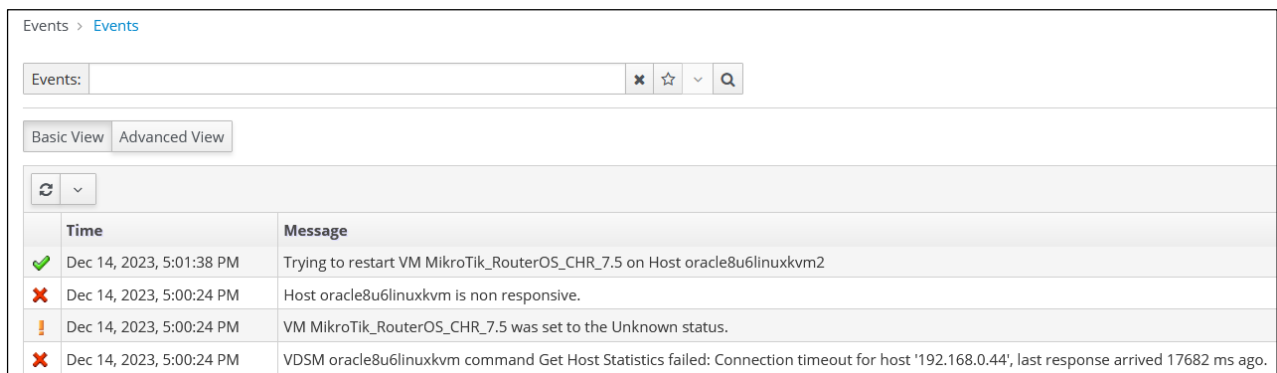 Events > Events
Events:
Basic View Advanced View
Time Message
Dec 14, 2023, 5:01:38 PM Trying to restart VM MikroTik_RouterOS_CHR_7.5 on Host oracle8u6linuxkvm2
Dec 14, 2023, 5:00:24 PM Host oracle8u6linuxkvm is non responsive.
Dec 14, 2023, 5:00:24 PM VM MikroTik_RouterOS_CHR_7.5 was set to the Unknown status.
Dec 14, 2023, 5:00:24 PM VDSM oracle8u6linuxkvm command Get Host Statistics failed: Connection timeout for host '192.168.0.44', last response arrived 17682 ms ago.